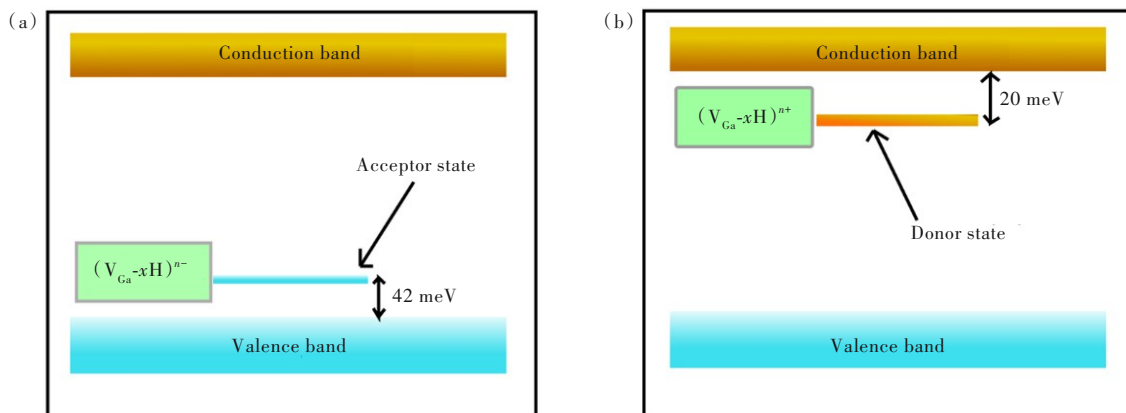 (a)
Conduction band
Acceptor state
(V_Ga-xH)^n−
42 meV
Valence band
(b)
Conduction band
20 meV
(V_Ga-xH)^n+
Donor state
Valence band